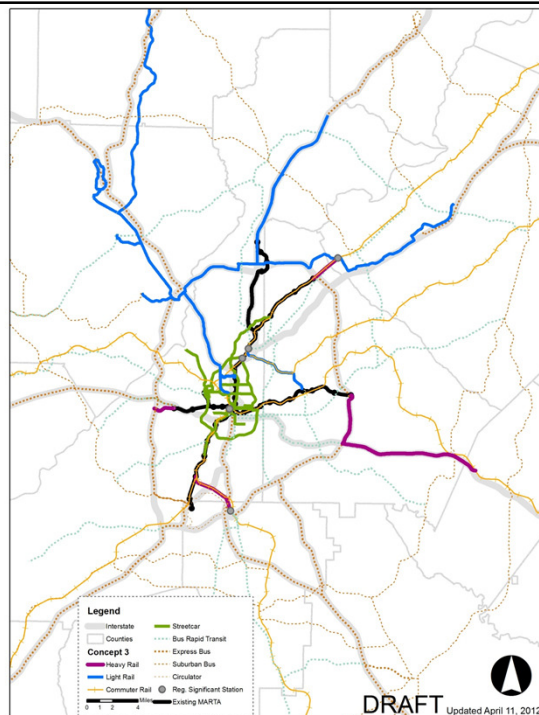 Legend
Interstate
Counties
Concept 3
Heavy Rail
Light Rail
Commuter Rail
Streetcar
Bus Rapid Transit
Express Bus
Suburban Bus
Circulator
Reg. Significant Station
Existing MARTA
0 2 4
Miles
DRAFT Updated April 11, 2012